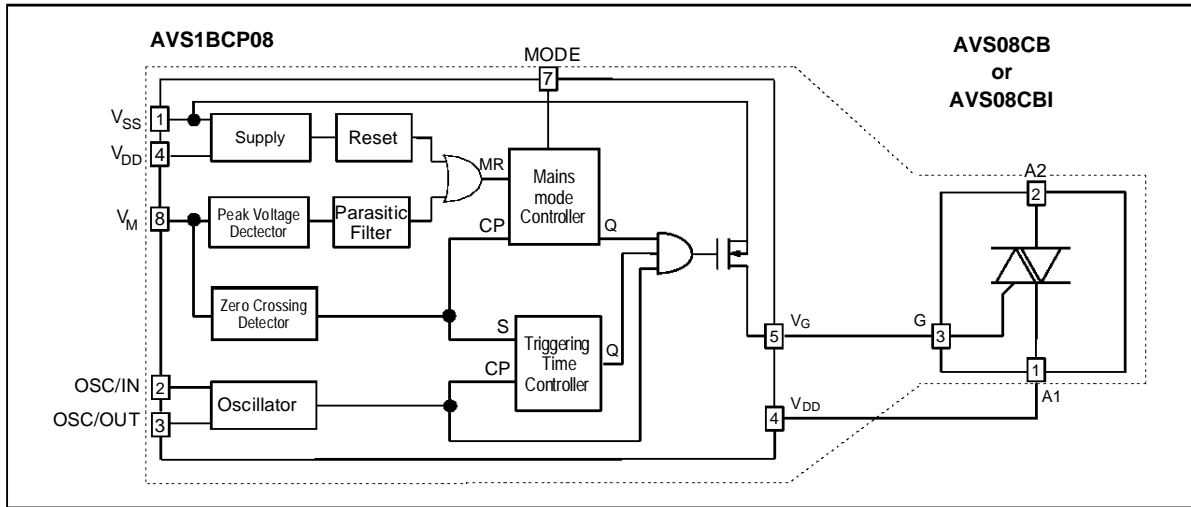 AVS1BCP08
AVS08CB
or
AVS08CBI
MODE
7
VSS
1
Supply
Reset
VDD
4
MR
Mains
mode
Controller
A2
2
VM
8
Peak Voltage
Dectector
Parasitic
Filter
CP
Q
Zero Crossing
Detector
S
Triggering
Time
Controller
Q
CP
5
VG
G
3
OSC/IN
2
Oscillator
OSC/OUT
3
1
A1
4
VDD